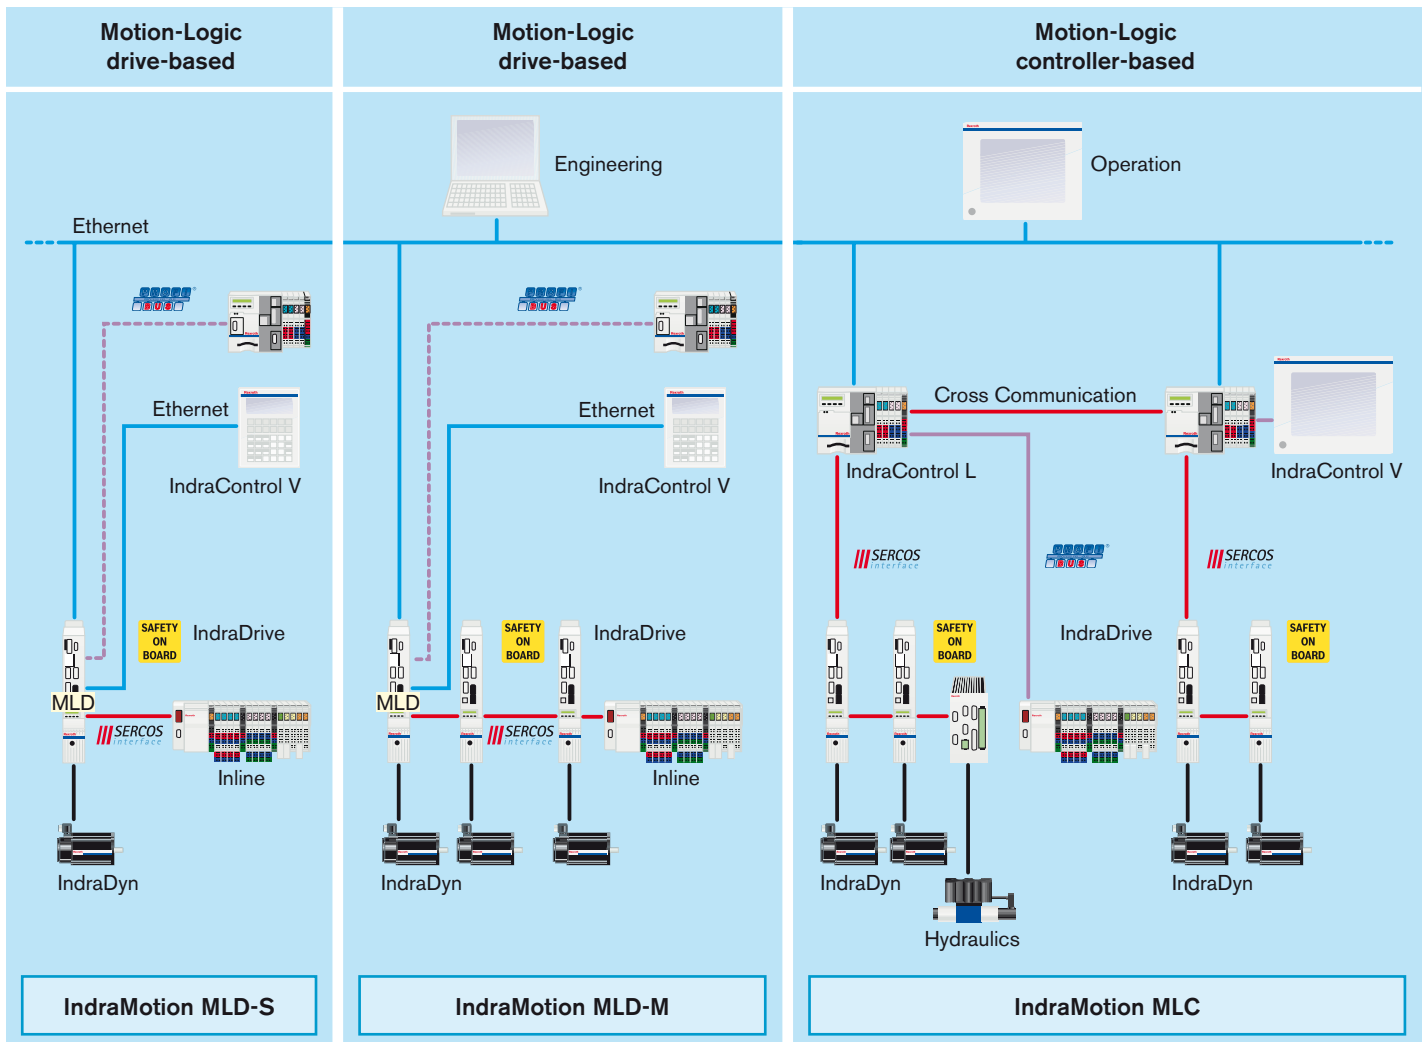 Motion-Logic
drive-based
Motion-Logic
drive-based
Motion-Logic
controller-based
Engineering
Operation
Ethernet
Ethernet
IndraControl V
Ethernet
IndraControl V
Cross Communication
IndraControl L
IndraControl V
SERCOS
interface
SERCOS
interface
SAFETY
ON
BOARD
IndraDrive
MLD
SERCOS
interface
Inline
IndraDyn
SAFETY
ON
BOARD
IndraDrive
MLD
SERCOS
interface
Inline
IndraDyn
SAFETY
ON
BOARD
IndraDrive
SAFETY
ON
BOARD
IndraDyn
Hydraulics
IndraDyn
IndraMotion MLD-S
IndraMotion MLD-M
IndraMotion MLC